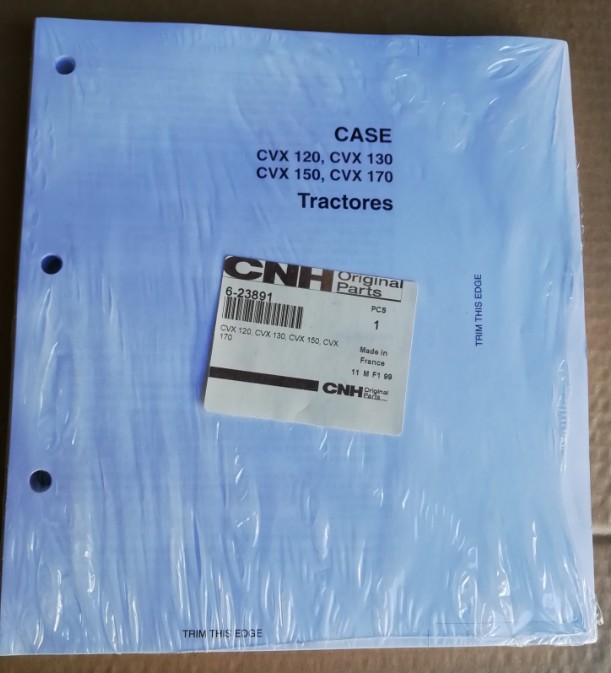 CASE
CVX 120, CVX 130
CVX 150, CVX 170
Tractores
TRIM THIS EDGE
CNH Original
Parts
6-23891
PCS
1
CVX 120, CVX 130, CVX 150, CVX
170
Made in
France
11 M F1 99
CNH Original
Parts
TRIM THIS EDGE